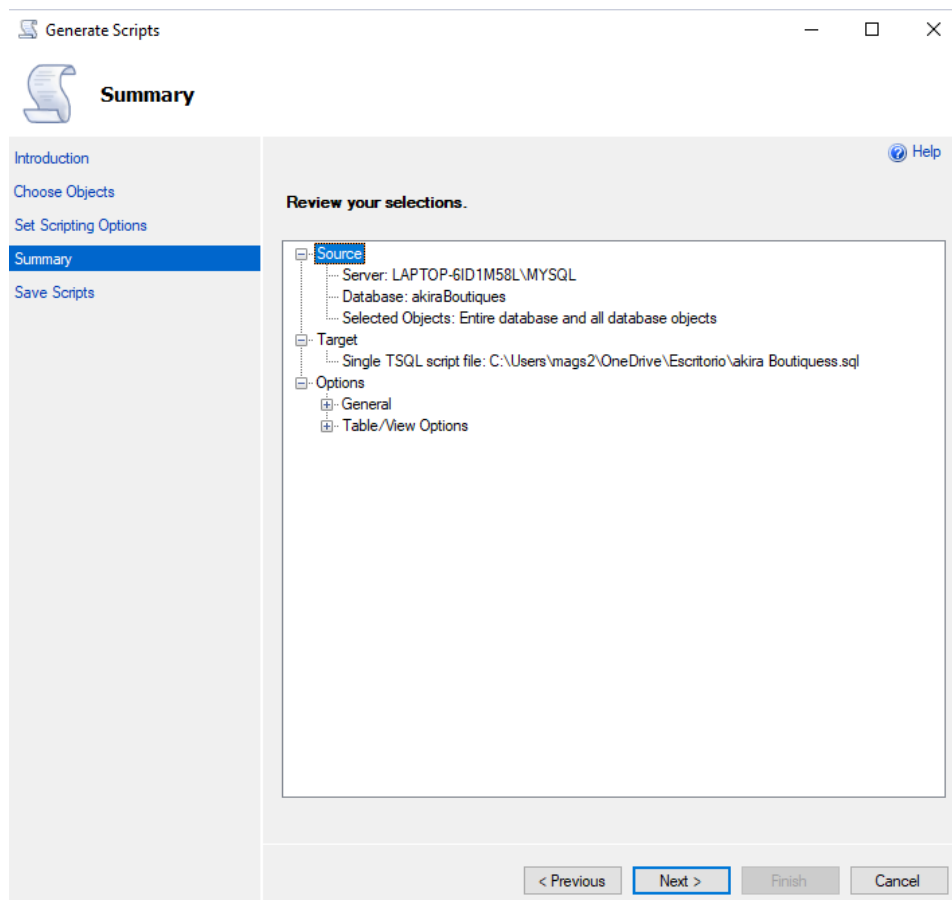 Generate Scripts
Summary
Help
Introduction
Choose Objects
Set Scripting Options
Summary
Save Scripts
Review your selections.
Source
Server: LAPTOP-6ID1M58L\MYSQL
Database: akiraBoutiques
Selected Objects: Entire database and all database objects
Target
Single TSQL script file: C:\Users\mags2\OneDrive\Escritorio\akira Boutiquess.sql
Options
General
Table/View Options
< Previous
Next >
Finish
Cancel